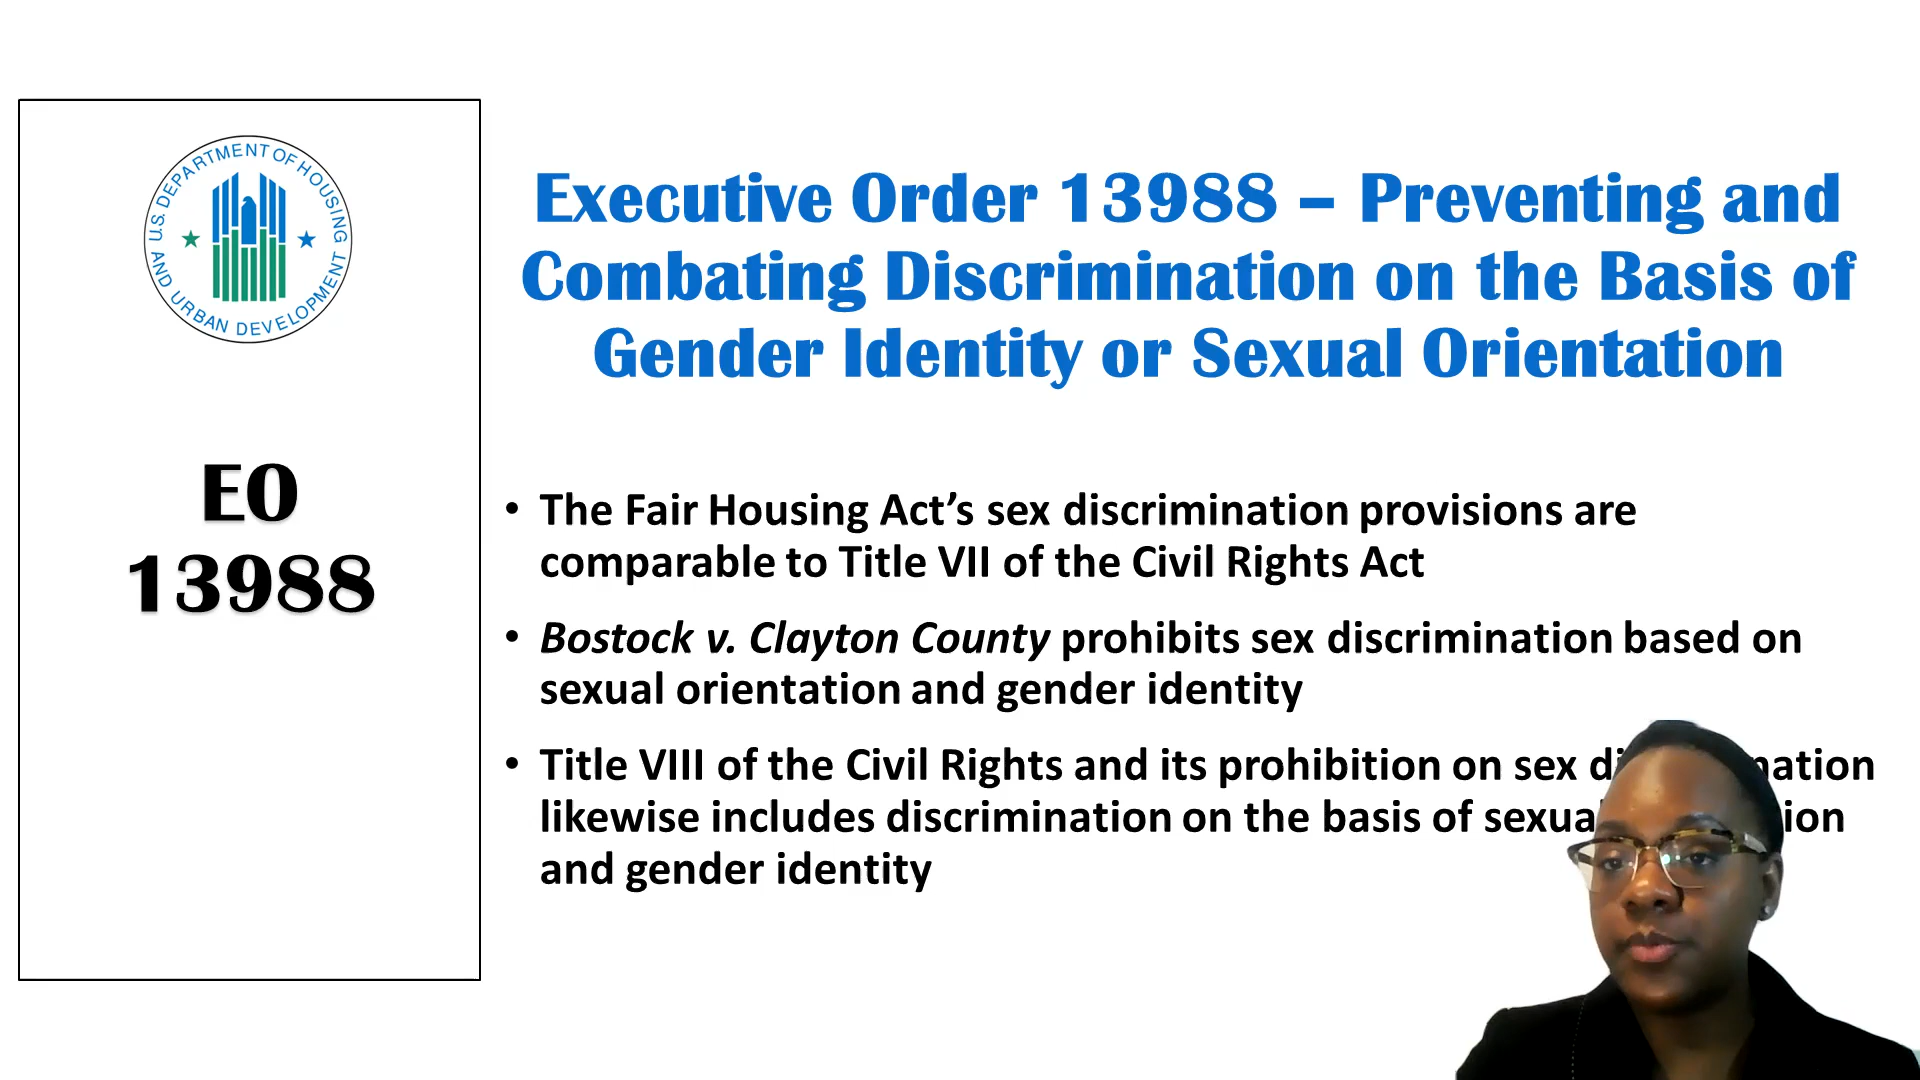 U.S. DEPARTMENT OF HOUSING
AND URBAN DEVELOPMENT
EO
13988
Executive Order 13988 – Preventing and
Combating Discrimination on the Basis of
Gender Identity or Sexual Orientation
• The Fair Housing Act’s sex discrimination provisions are
comparable to Title VII of the Civil Rights Act
• Bostock v. Clayton County prohibits sex discrimination based on
sexual orientation and gender identity
• Title VIII of the Civil Rights and its prohibition on sex
likewise includes discrimination on the basis of
and gender identity